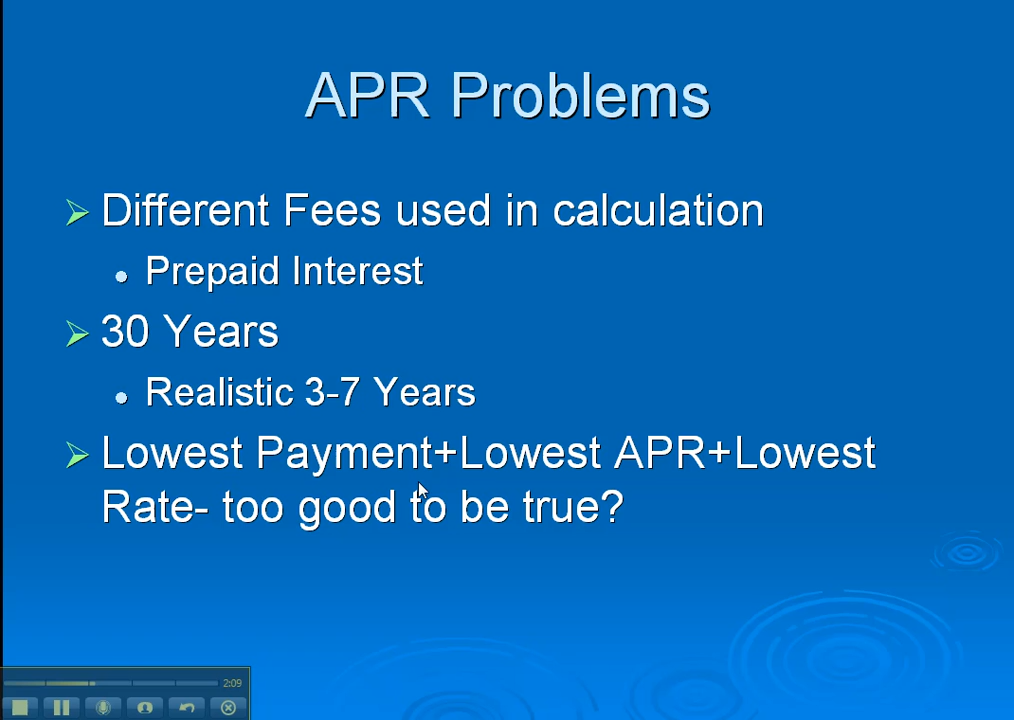 APR Problems
Different Fees used in calculation
Prepaid Interest
30 Years
Realistic 3-7 Years
Lowest Payment+Lowest APR+Lowest
Rate- too good to be true?
2:09